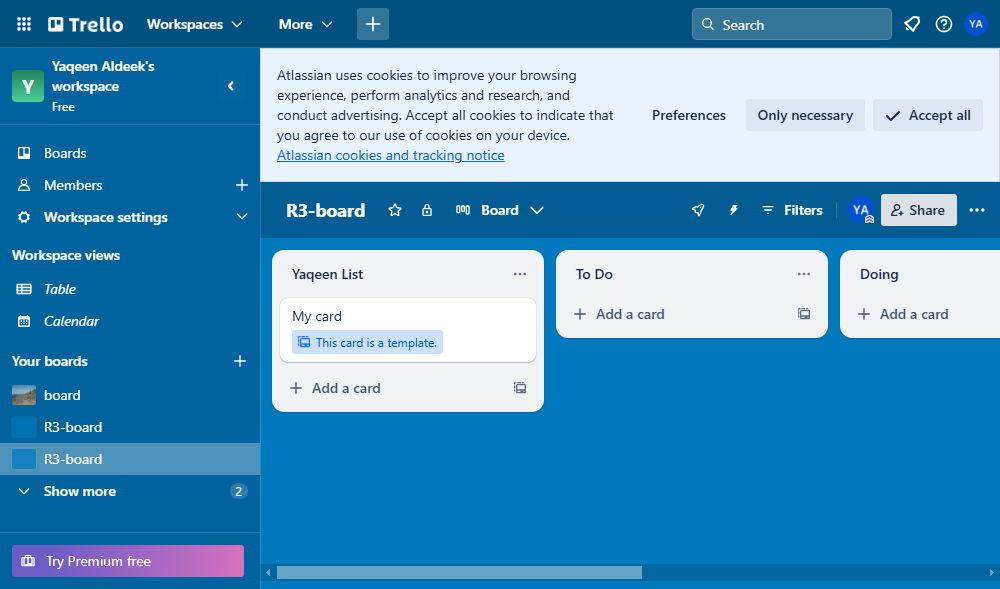 Trello
Workspaces
More
Search
YA
Y
Yaqeen Aldeek's
workspace
Free
Boards
Members
Workspace settings
Workspace views
Table
Calendar
Your boards
board
R3-board
R3-board
Show more
2
Try Premium free
Atlassian uses cookies to improve your browsing
experience, perform analytics and research, and
conduct advertising. Accept all cookies to indicate that
you agree to our use of cookies on your device.
Atlassian cookies and tracking notice
Preferences
Only necessary
Accept all
R3-board
Board
Filters
YA
Share
Yaqeen List
My card
This card is a template.
Add a card
To Do
Add a card
Doing
Add a card